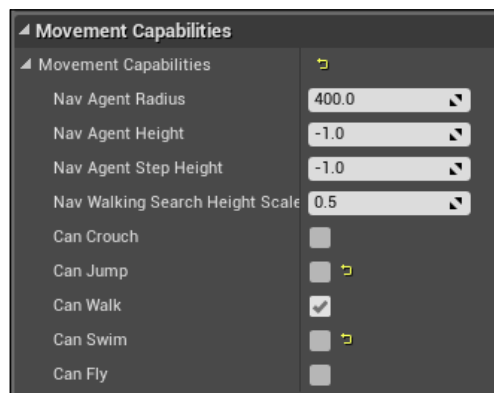 Movement Capabilities
Movement Capabilities
Nav Agent Radius 400.0
Nav Agent Height -1.0
Nav Agent Step Height -1.0
Nav Walking Search Height Scale 0.5
Can Crouch
Can Jump
Can Walk
Can Swim
Can Fly